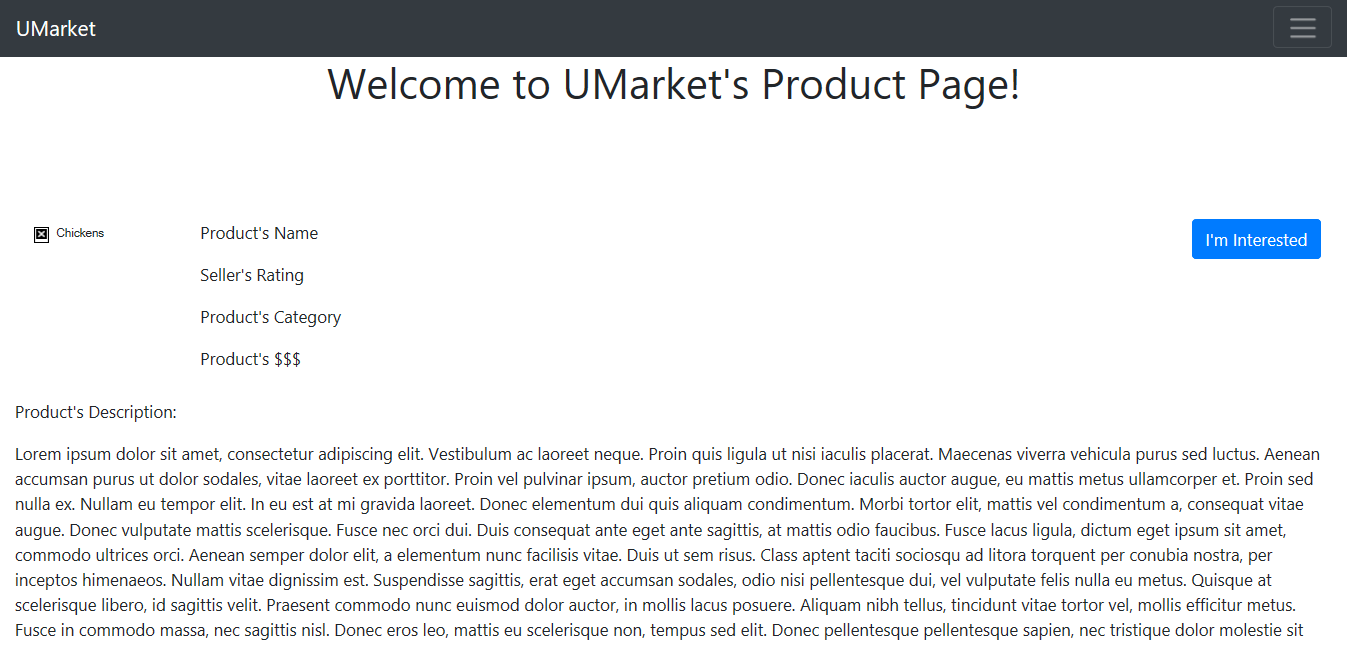 UMarket
Welcome to UMarket's Product Page!
Chickens
Product's Name
I'm Interested
Seller's Rating
Product's Category
Product's $$$
Product's Description:
Lorem ipsum dolor sit amet, consectetur adipiscing elit. Vestibulum ac laoreet neque. Proin quis ligula ut nisi iaculis placerat. Maecenas viverra vehicula purus sed luctus. Aenean
accumsan purus ut dolor sodales, vitae laoreet ex porttitor. Proin vel pulvinar ipsum, auctor pretium odio. Donec iaculis auctor augue, eu mattis metus ullamcorper et. Proin sed
nulla ex. Nullam eu tempor elit. In eu est at mi gravida laoreet. Donec elementum dui quis aliquam condimentum. Morbi tortor elit, mattis vel condimentum a, consequat vitae
augue. Donec vulputate mattis scelerisque. Fusce nec orci dui. Duis consequat ante eget ante sagittis, at mattis odio faucibus. Fusce lacus ligula, dictum eget ipsum sit amet,
commodo ultrices orci. Aenean semper dolor elit, a elementum nunc facilisis vitae. Duis ut sem risus. Class aptent taciti sociosqu ad litora torquent per conubia nostra, per
inceptos himenaeos. Nullam vitae dignissim est. Suspendisse sagittis, erat eget accumsan sodales, odio nisi pellentesque dui, vel vulputate felis nulla eu metus. Quisque at
scelerisque libero, id sagittis velit. Praesent commodo nunc euismod dolor auctor, in mollis lacus posuere. Aliquam nibh tellus, tincidunt vitae tortor vel, mollis efficitur metus.
Fusce in commodo massa, nec sagittis nisl. Donec eros leo, mattis eu scelerisque non, tempus sed elit. Donec pellentesque pellentesque sapien, nec tristique dolor molestie sit